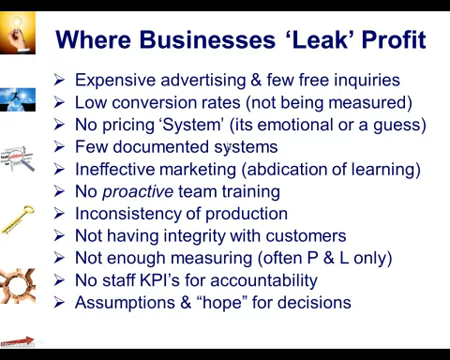 Where Businesses ‘Leak’ Profit
Expensive advertising & few free inquiries
Low conversion rates (not being measured)
No pricing ‘System’ (its emotional or a guess)
Few documented systems
Ineffective marketing (abdication of learning)
No proactive team training
Inconsistency of production
Not having integrity with customers
Not enough measuring (often P & L only)
No staff KPI’s for accountability
Assumptions & “hope” for decisions